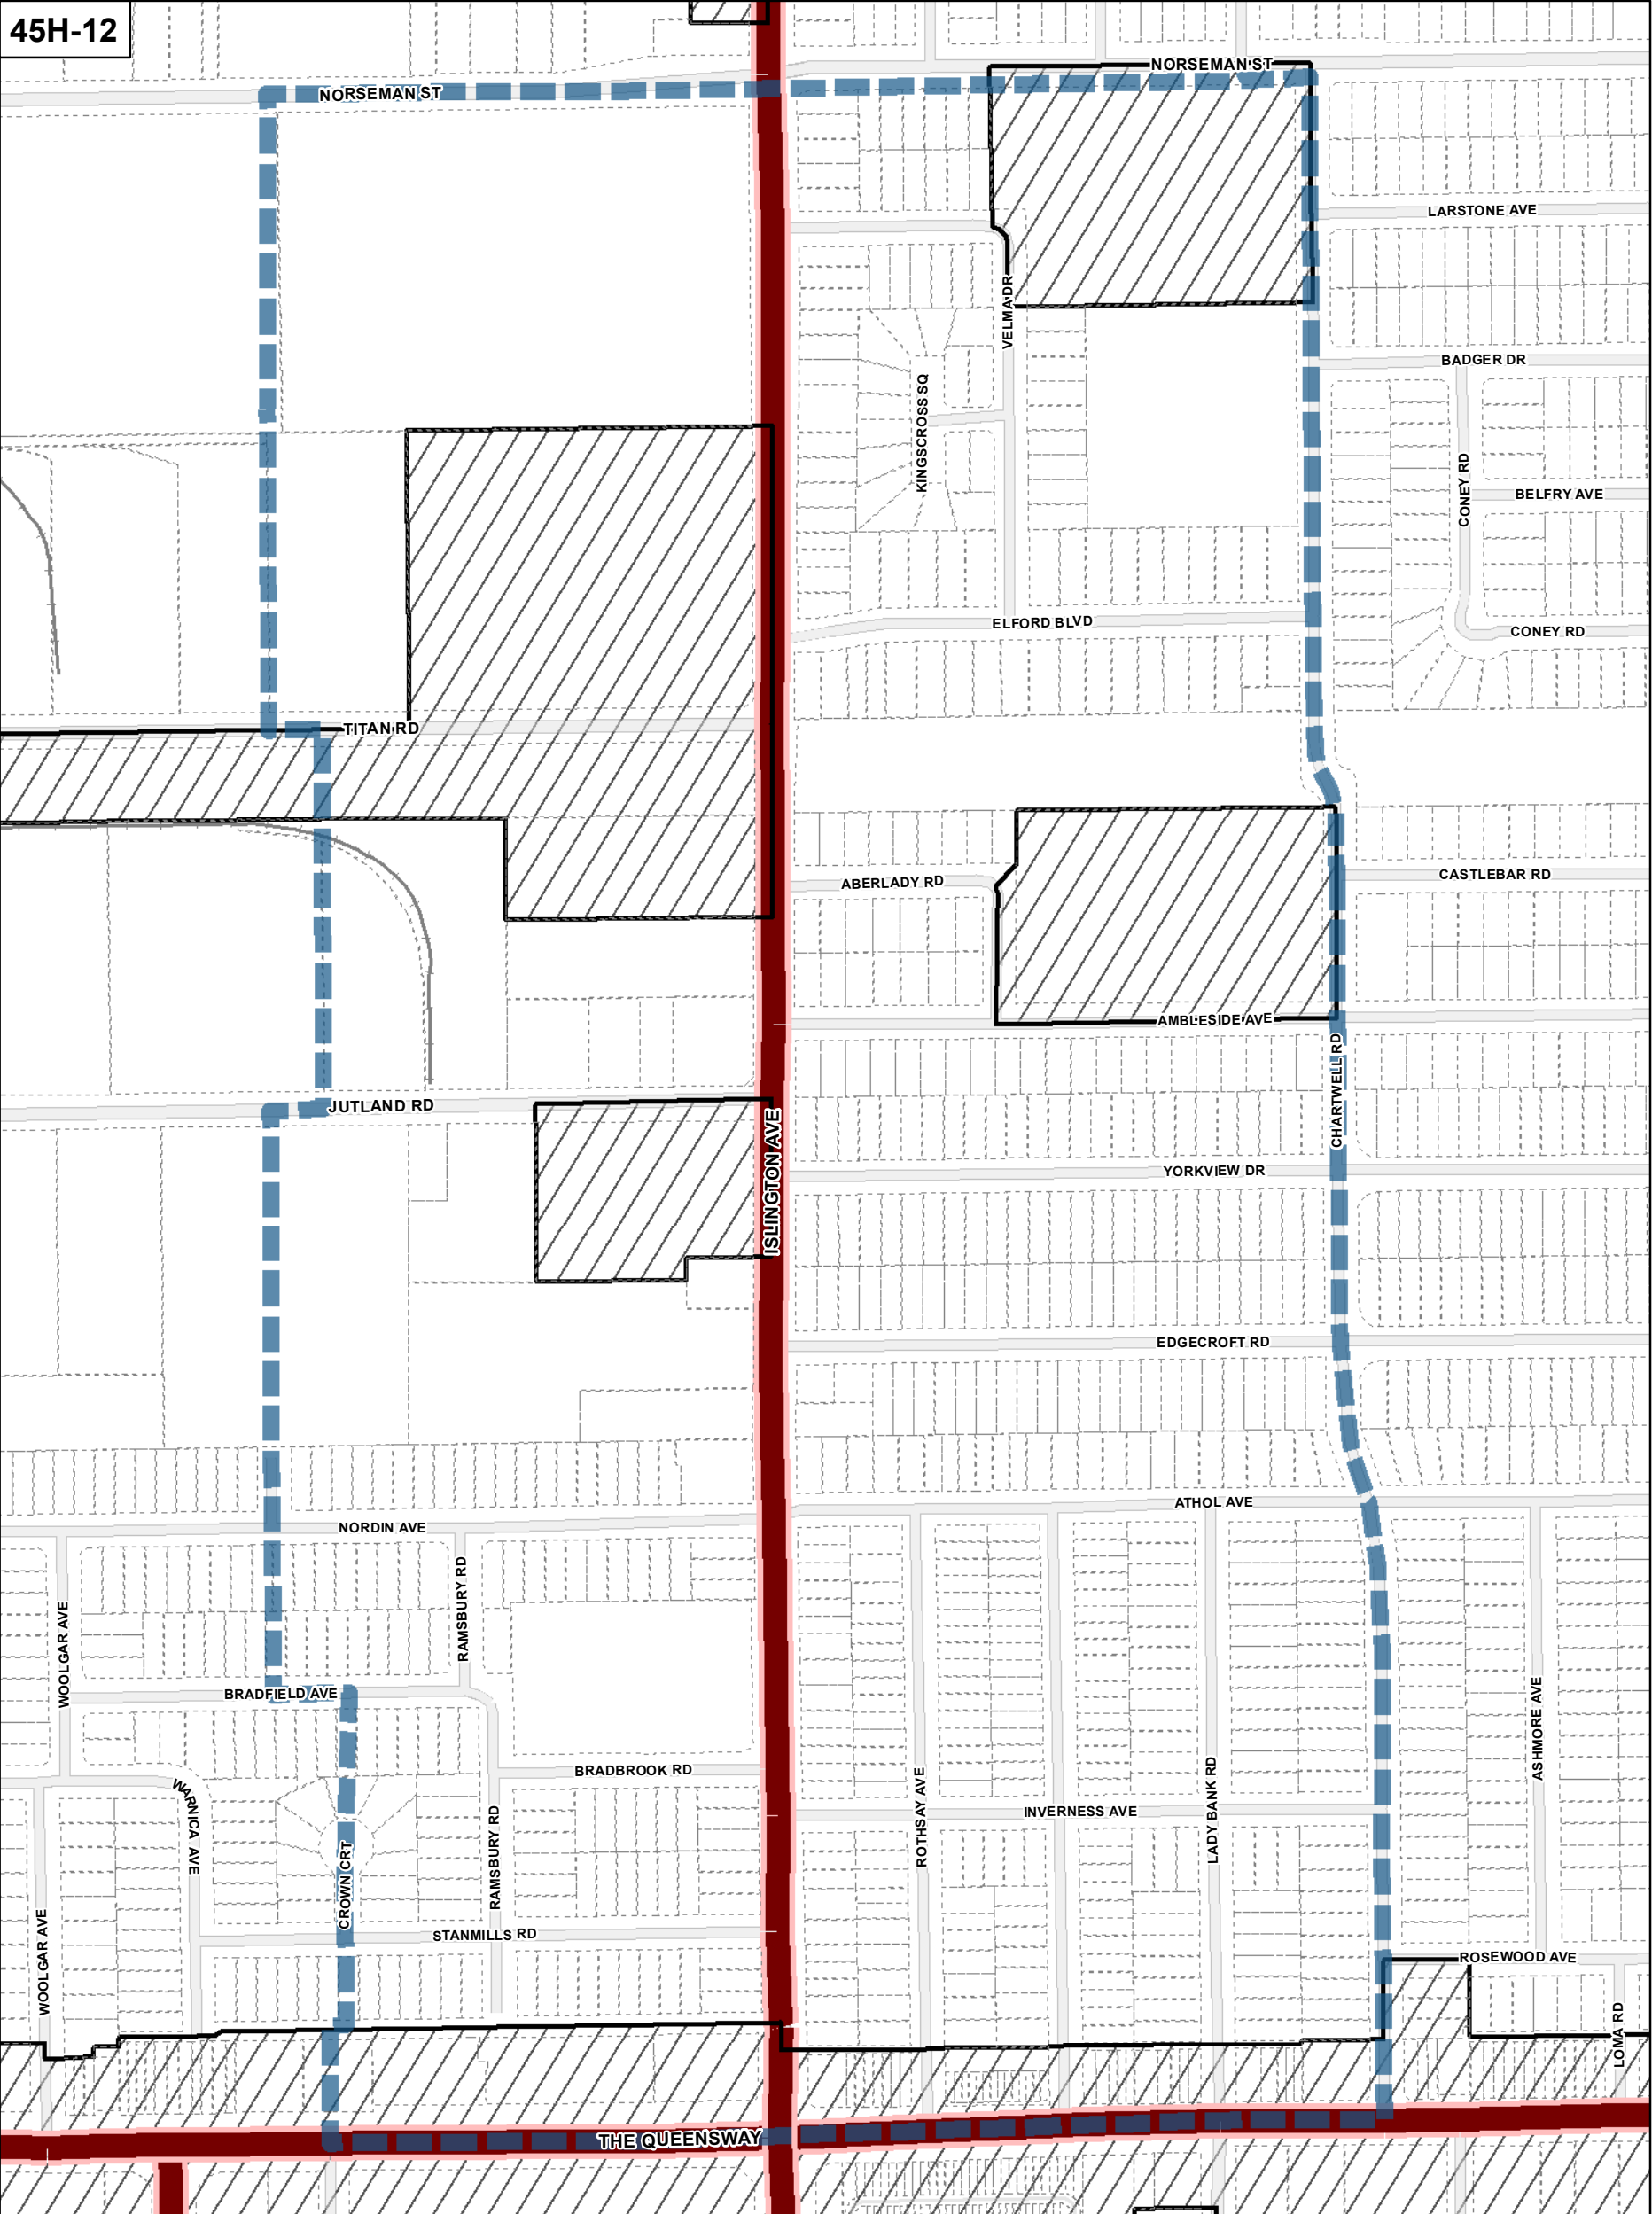 45H-12
NORSEMAN ST
NORSEMAN ST
LARSTONE AVE
VELMA DR
BADGER DR
KINGSCROSS SQ
CONEY RD
BELFRY AVE
ELFORD BLVD
CONEY RD
TITAN RD
ABERLADY RD
CASTLEBAR RD
AMBLESIDE AVE
CHARTWELL RD
JUTLAND RD
ISLINGTON AVE
YORKVIEW DR
EDGECROFT RD
ATHOL AVE
NORDIN AVE
RAMSBURY RD
WOOLGAR AVE
BRADFIELD AVE
ASHMORE AVE
BRADBROOK RD
WARNICA AVE
ROTHSAY AVE
INVERNESS AVE
LADY BANK RD
RAMSBURY RD
CROWN CRT
STANMILLS RD
WOOLGAR AVE
ROSEWOOD AVE
LOMA RD
THE QUEENSWAY